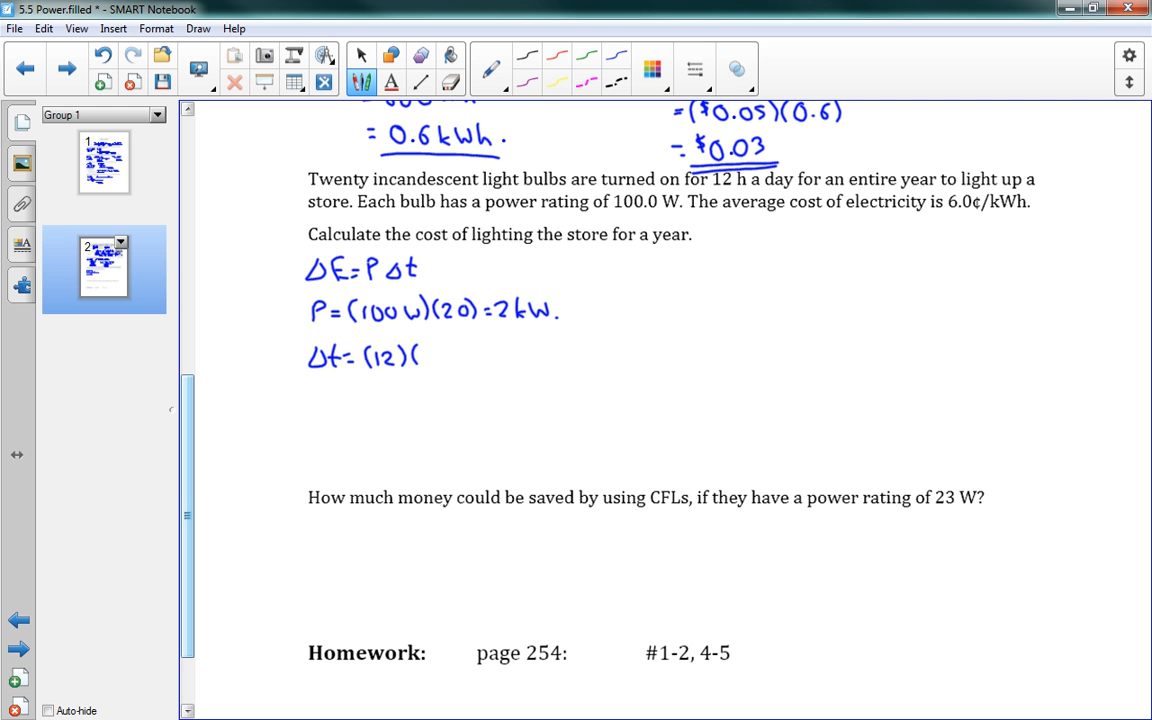 5.5 Power.filled * - SMART Notebook
File Edit View Insert Format Draw Help
Group 1
1
2
= 0.6 kWh.
=($0.05)(0.6)
= $0.03
Twenty incandescent light bulbs are turned on for 12 h a day for an entire year to light up a
store. Each bulb has a power rating of 100.0 W. The average cost of electricity is 6.0¢/kWh.
Calculate the cost of lighting the store for a year.
ΔE=PΔt
P=(100W)(20)=2kW.
Δt=(12)(
How much money could be saved by using CFLs, if they have a power rating of 23 W?
Homework: page 254: #1-2, 4-5
Auto-hide